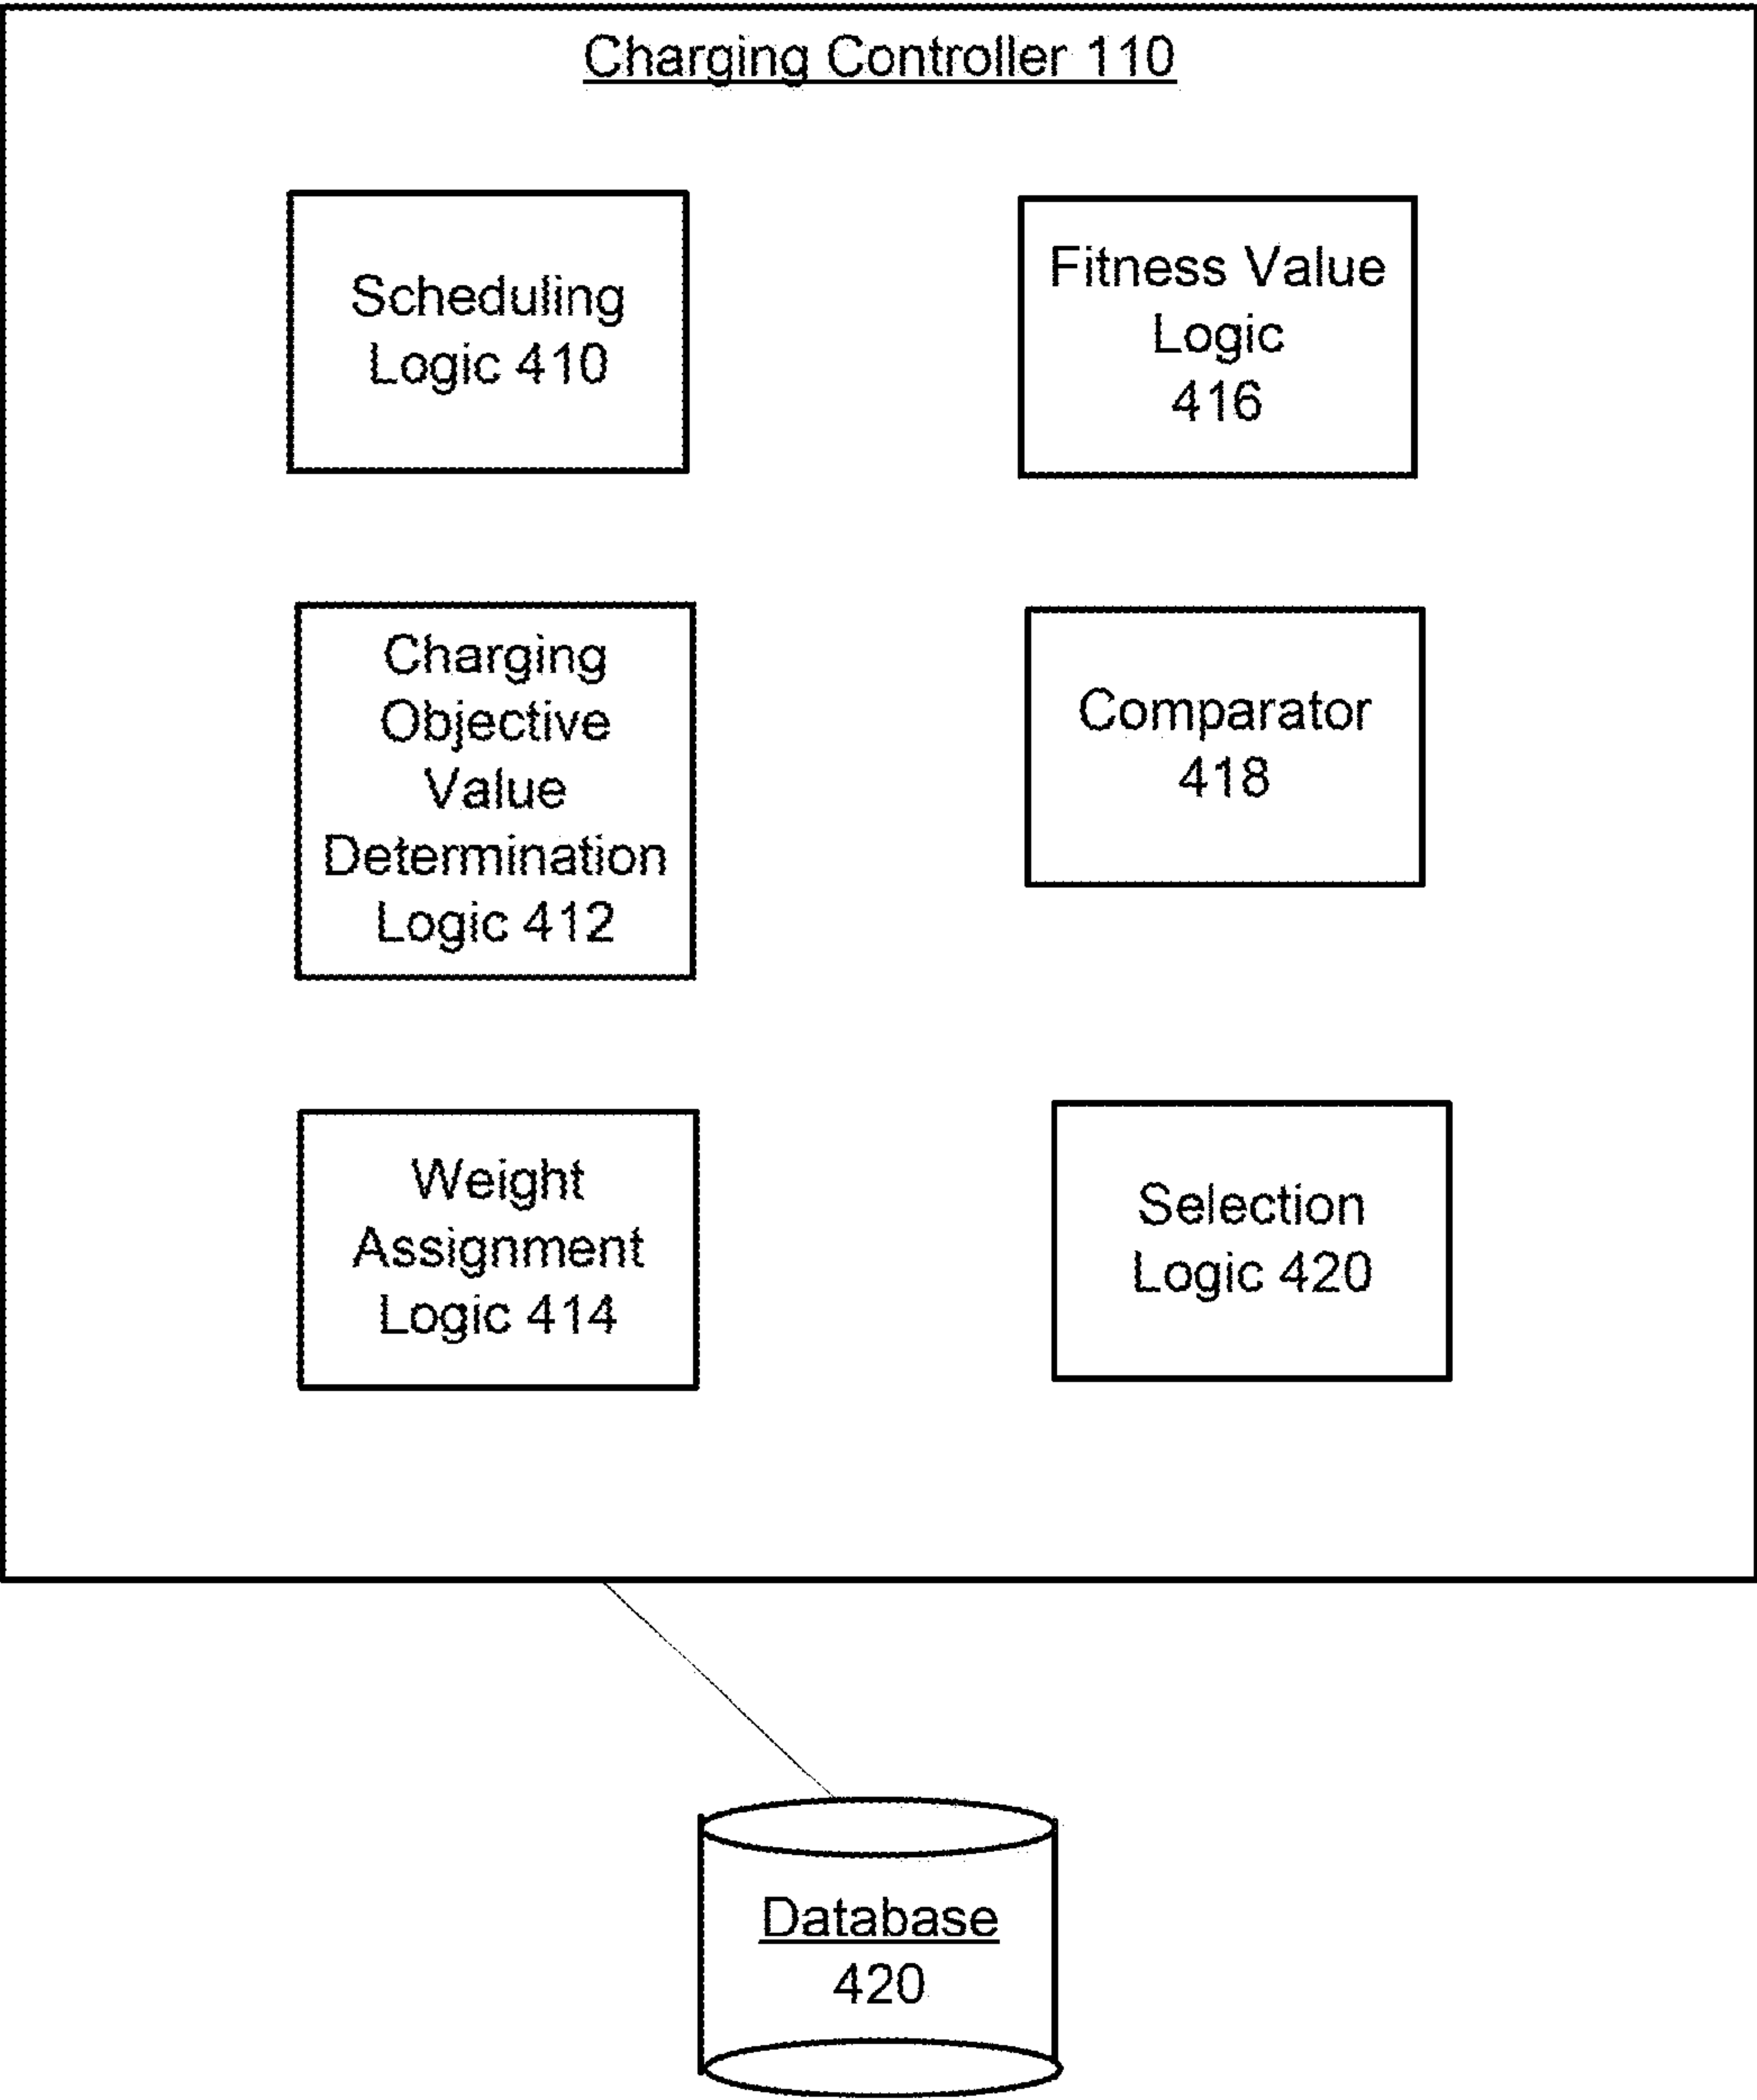 Charging Controller 110
Scheduling
Logic 410
Fitness Value
Logic
416
Charging
Objective
Value
Determination
Logic 412
Comparator
418
Weight
Assignment
Logic 414
Selection
Logic 420
Database
420